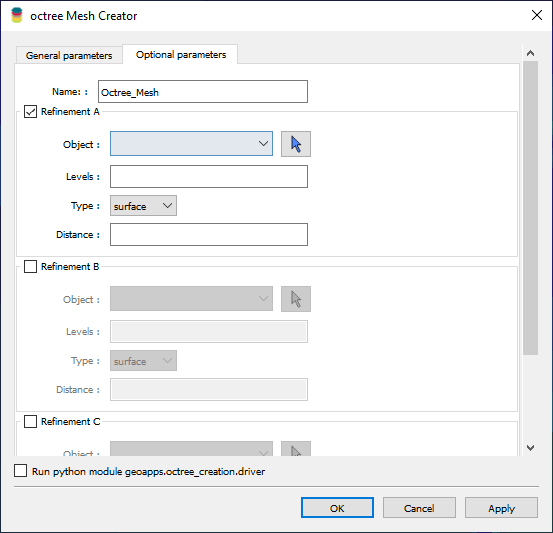 octree Mesh Creator
General parameters
Optional parameters
Name: : Octree_Mesh
Refinement A
Object :
Levels :
Type : surface
Distance :
Refinement B
Object :
Levels :
Type : surface
Distance :
Refinement C
Object :
Run python module geoapps.octree_creation.driver
OK
Cancel
Apply